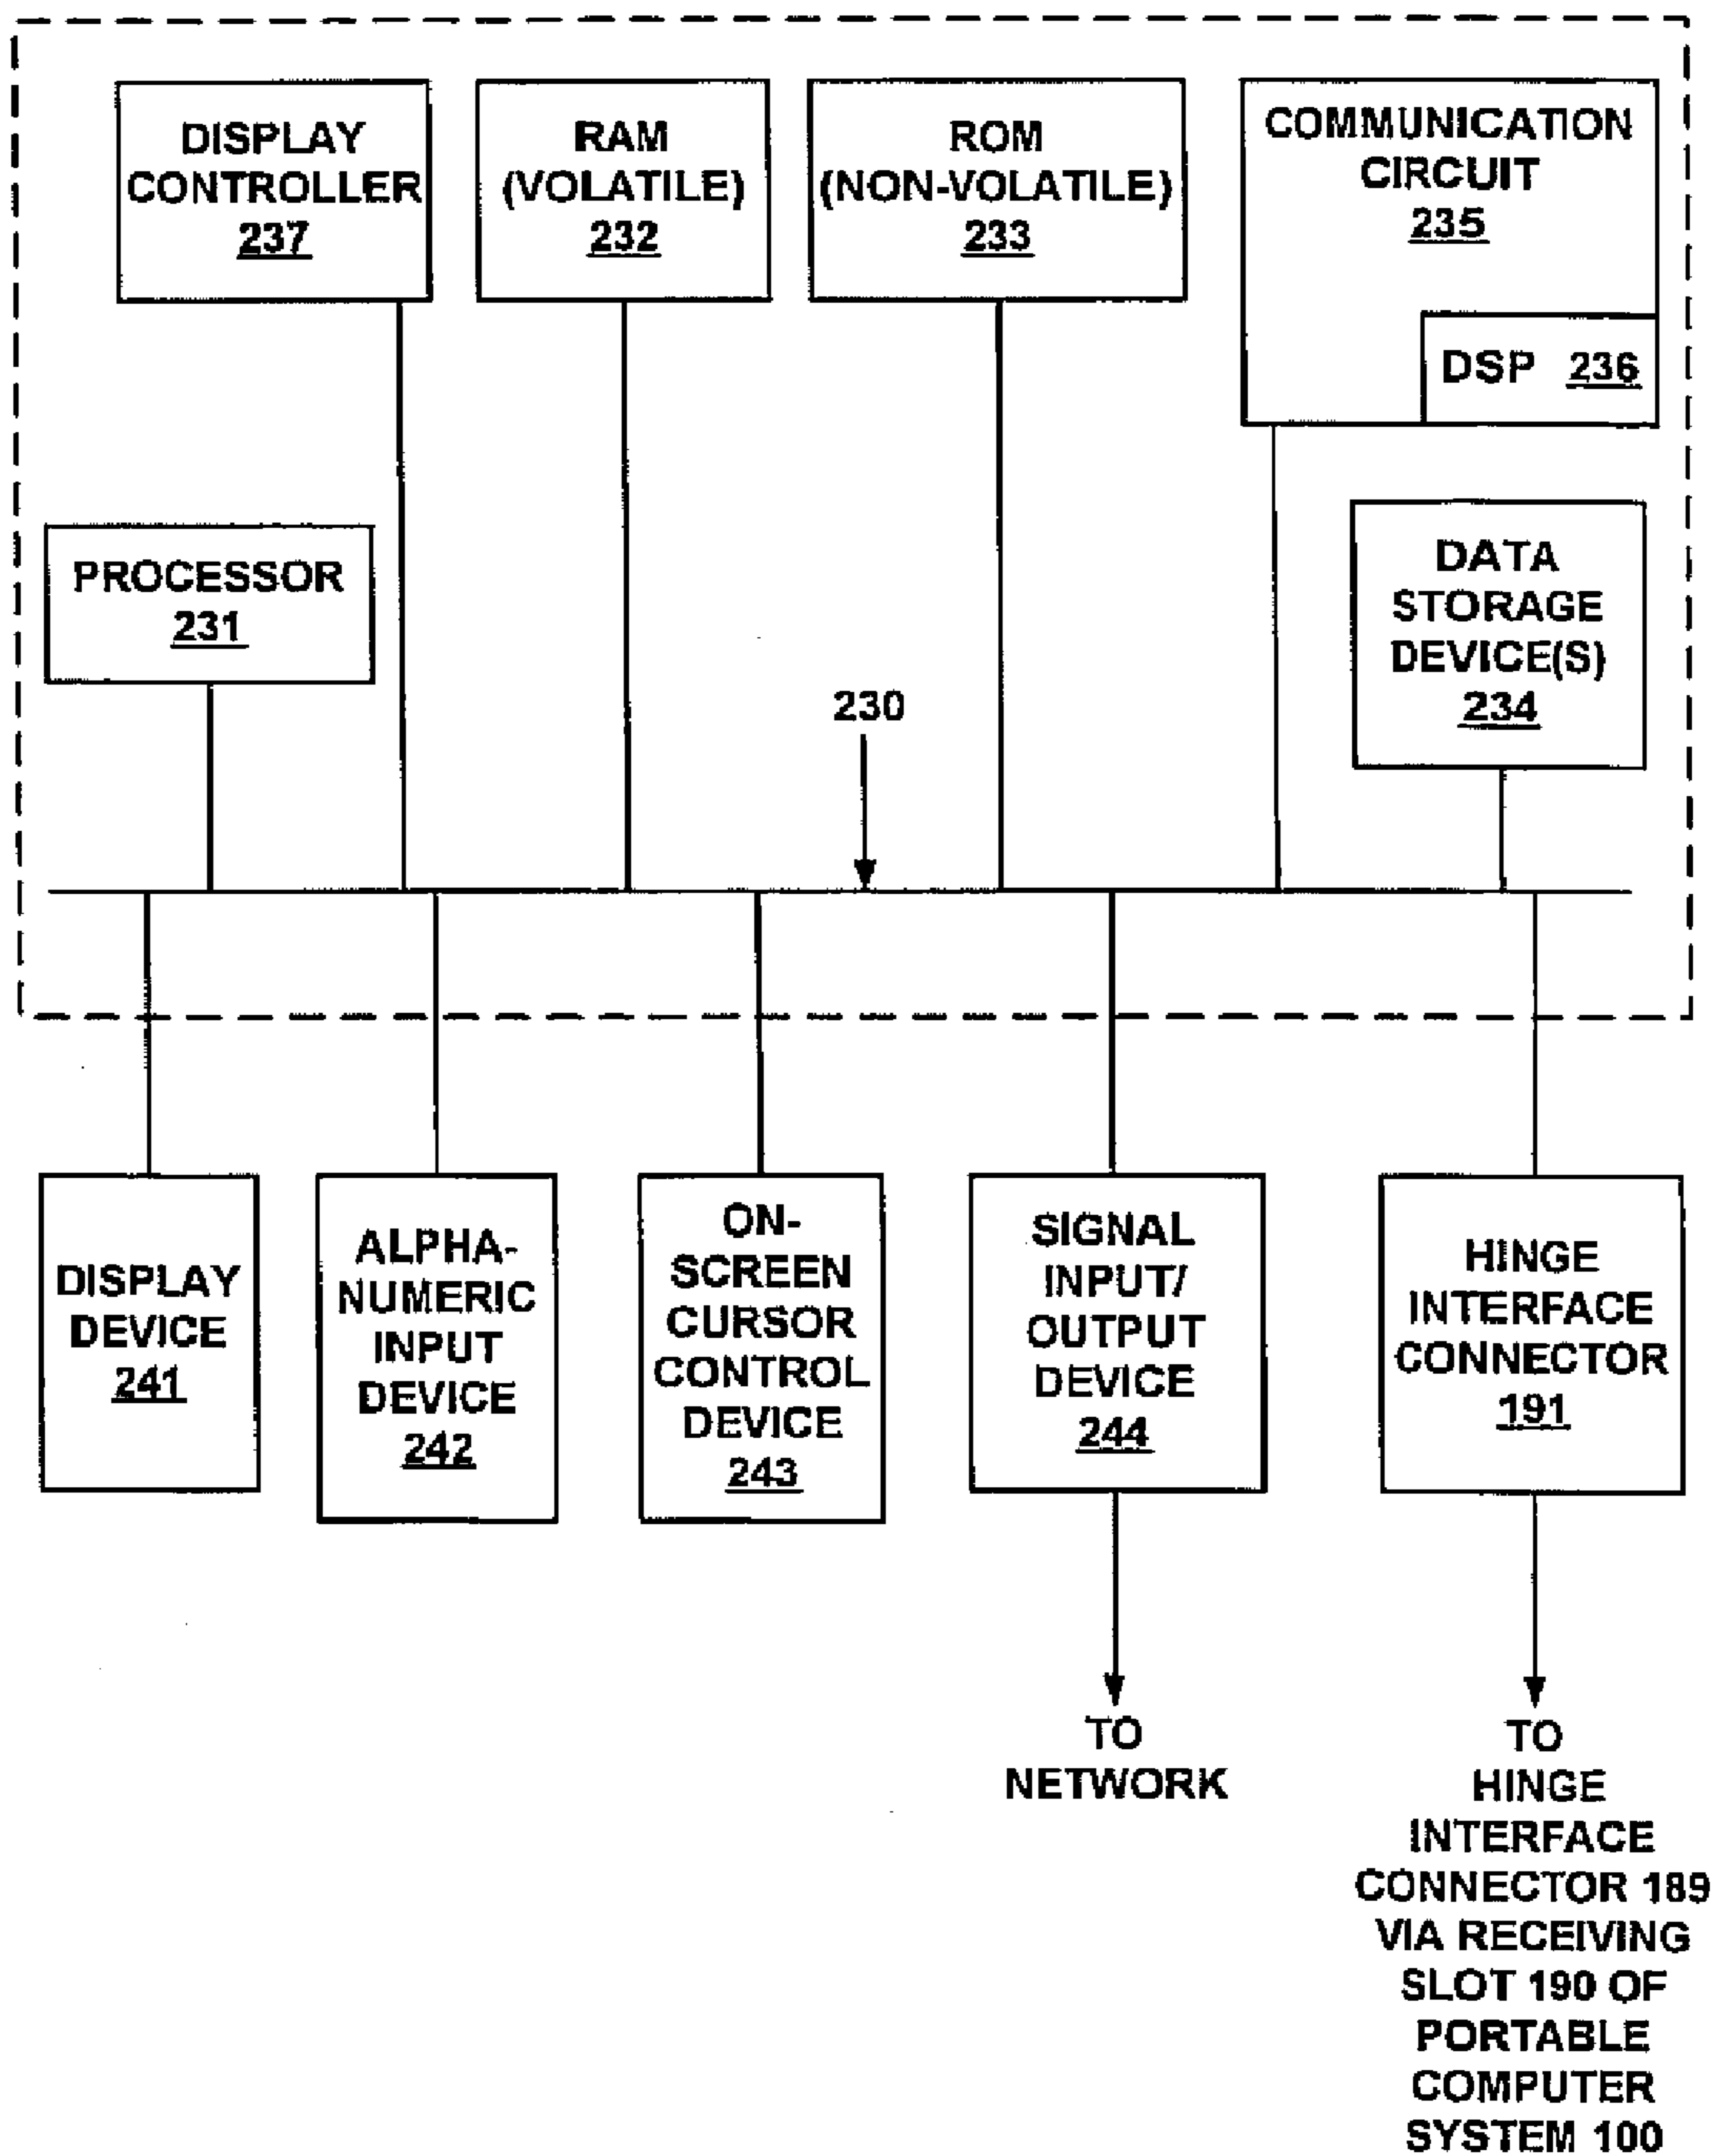 DISPLAY
CONTROLLER
237
RAM
(VOLATILE)
232
ROM
(NON-VOLATILE)
233
COMMUNICATION
CIRCUIT
235
DSP 236
PROCESSOR
231
DATA
STORAGE
DEVICE(S)
234
230
DISPLAY
DEVICE
241
ALPHA-
NUMERIC
INPUT
DEVICE
242
ON-
SCREEN
CURSOR
CONTROL
DEVICE
243
SIGNAL
INPUT/
OUTPUT
DEVICE
244
HINGE
INTERFACE
CONNECTOR
191
TO
NETWORK
TO
HINGE
INTERFACE
CONNECTOR 189
VIA RECEIVING
SLOT 190 OF
PORTABLE
COMPUTER
SYSTEM 100